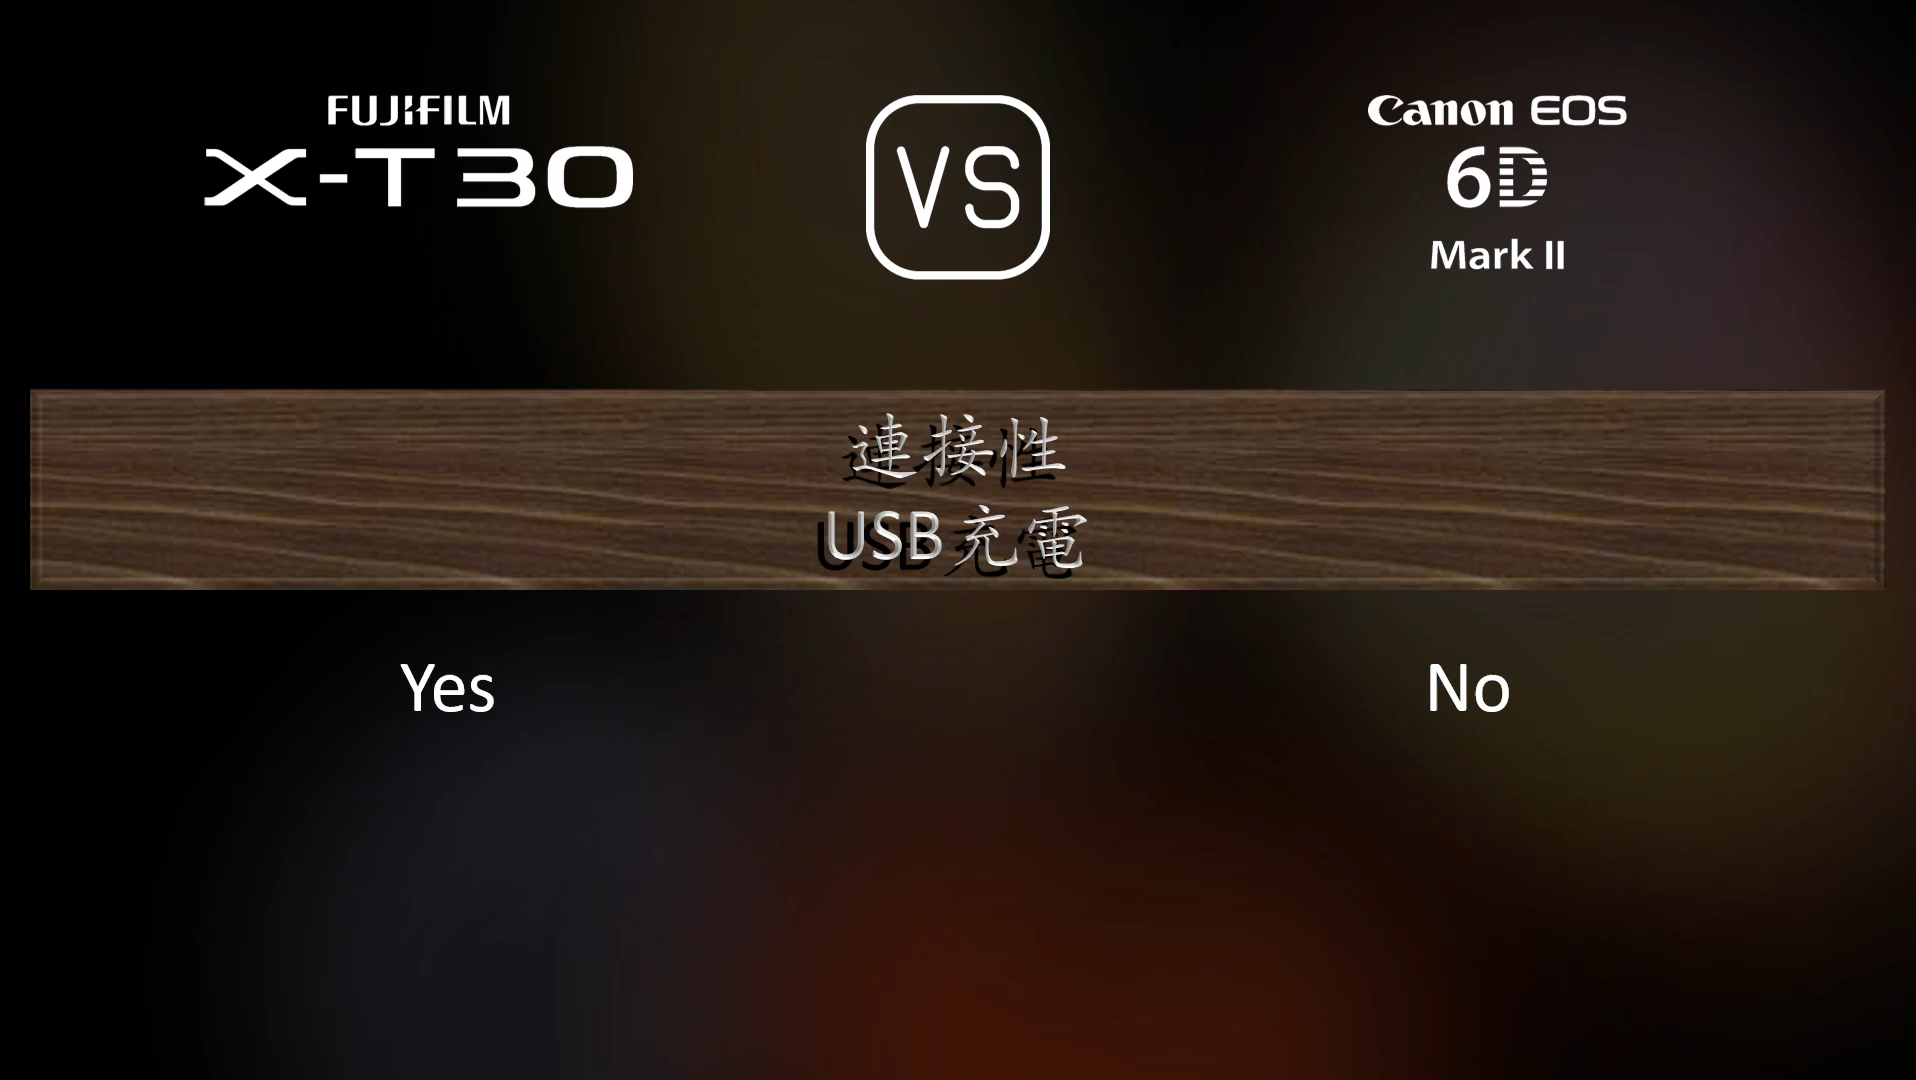 FUJIFILM
X-T30
VS
Canon EOS
6D
Mark II
連接性
USB充電
Yes
No